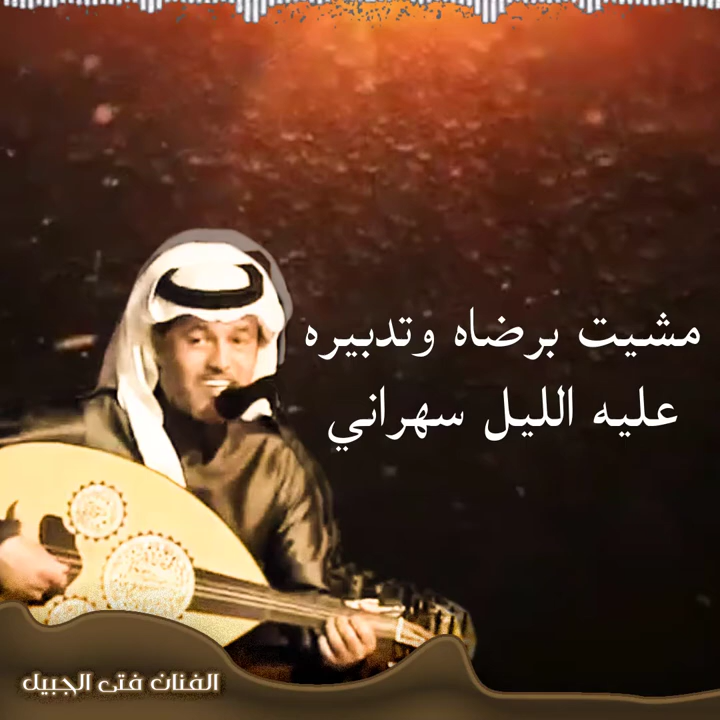 مشيت برضاه وتدبيره
عليه الليل سهراني
الفنان فتى الجبيل